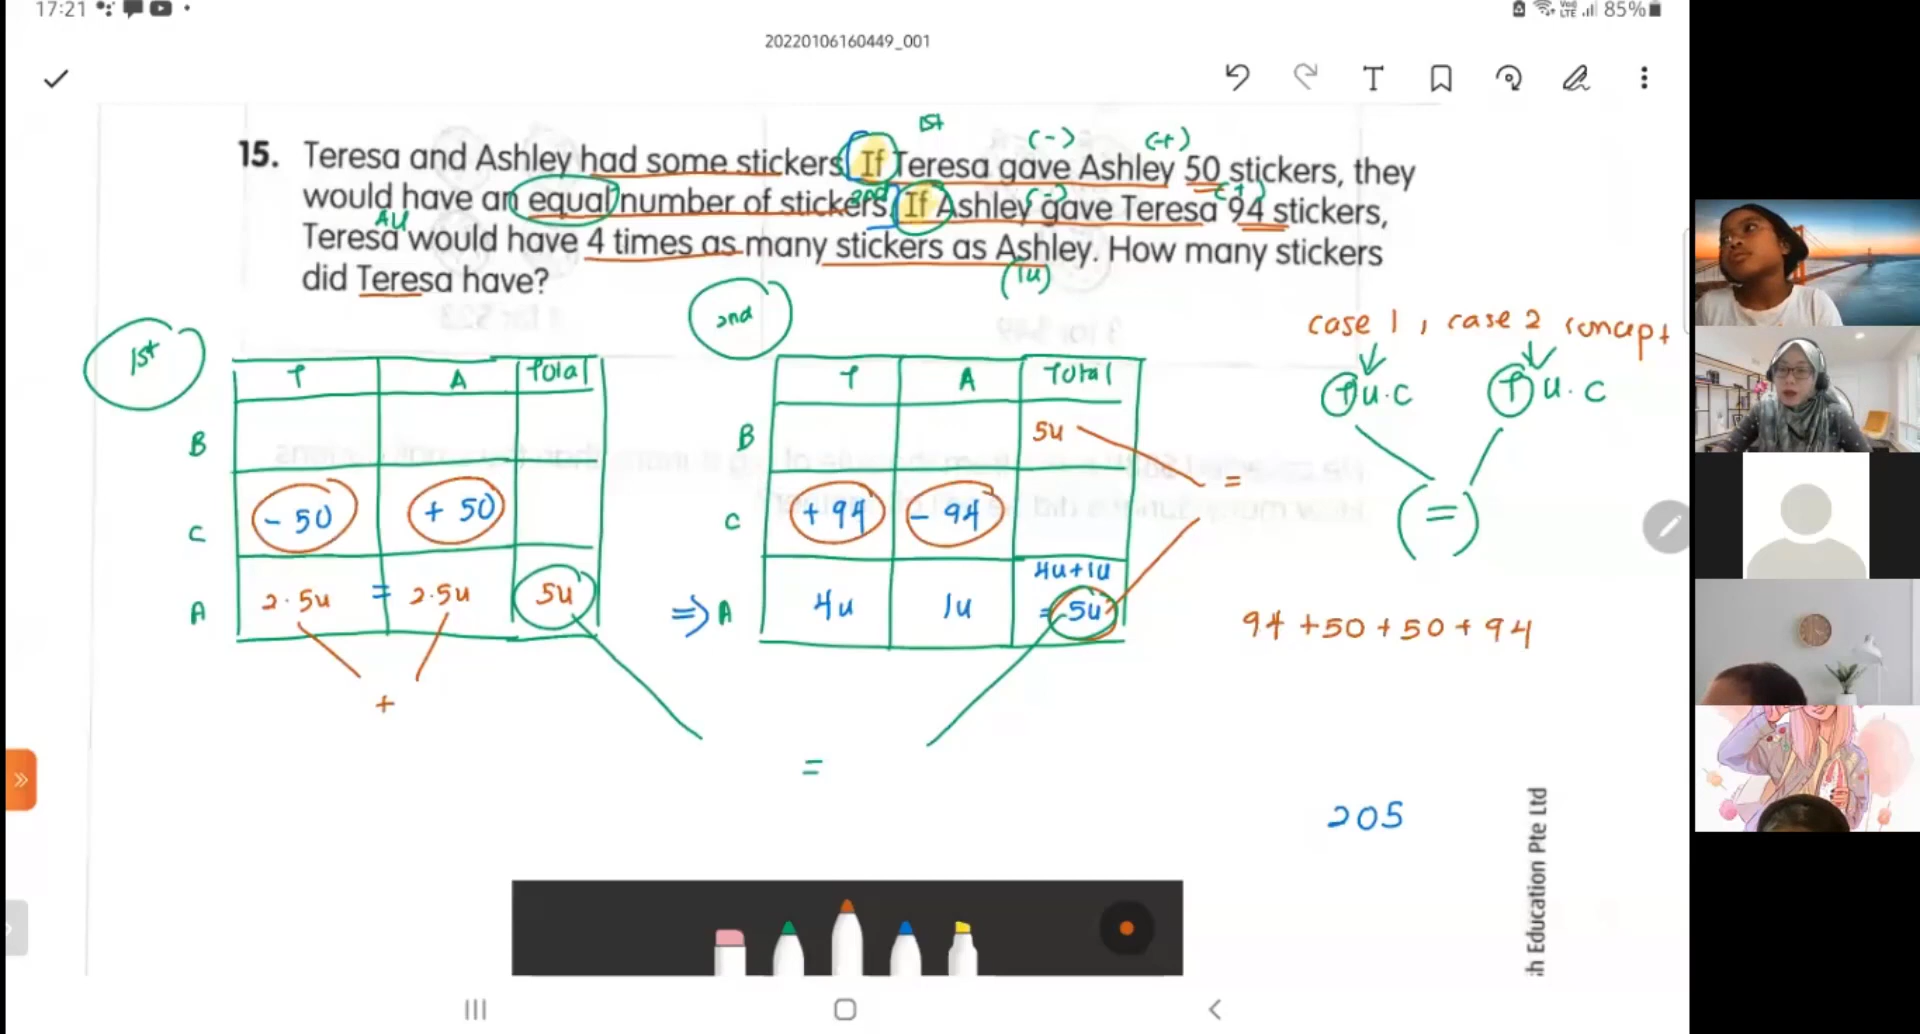 17:21
85%
20220106160449_001
T
1st (-) (+)
15. Teresa and Ashley had some stickers. If Teresa gave Ashley 50 stickers, they
would have an equal number of stickers. If Ashley gave Teresa 94 stickers,
2nd (-) (+)
4u
Teresa would have 4 times as many stickers as Ashley. How many stickers
did Teresa have?
(1u)
1st
T A Total
B
C - 50 + 50
A 2.5u = 2.5u 5u
+
2nd
T A Total
B 5u
C + 94 - 94
4u+1u
⇒ A 4u 1u = 5u
=
=
case 1, case 2 concept
T u.c T u.c
(=)
94 + 50 + 50 + 94
205
h Education Pte Ltd